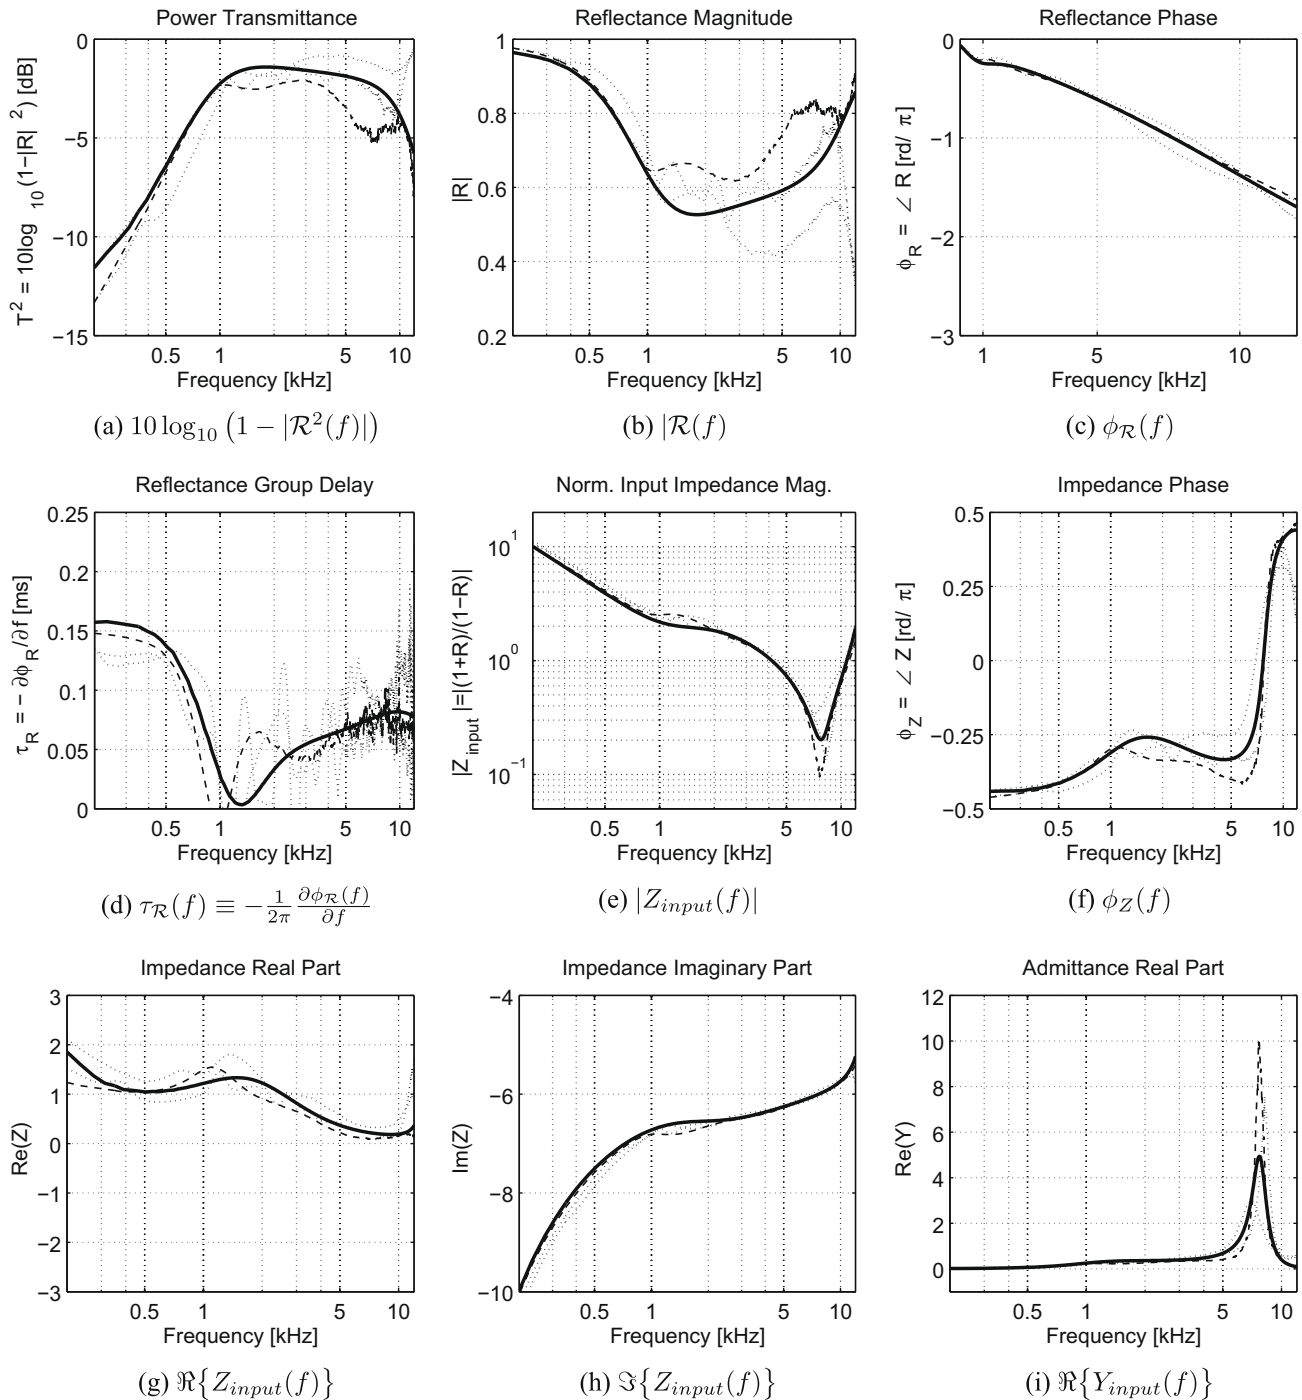 Power Transmittance
T² = 10log ₁₀(1−|R| ²) [dB]
0
−5
−10
−15
0.5 1 5 10
Frequency [kHz]
(a) 10 log₁₀ (1 − |ℛ²(f)|)
Reflectance Magnitude
|R|
1
0.8
0.6
0.4
0.2
0.5 1 5 10
Frequency [kHz]
(b) |ℛ(f)
Reflectance Phase
ϕ_R = ∠ R [rd/ π]
0
−1
−2
−3
1 5 10
Frequency [kHz]
(c) ϕ_ℛ(f)
Reflectance Group Delay
τ_R = − ∂ϕ_R/∂f [ms]
0.25
0.2
0.15
0.1
0.05
0
0.5 1 5 10
Frequency [kHz]
(d) τ_ℛ(f) ≡ −1/2π ∂ϕ_ℛ(f)/∂f
Norm. Input Impedance Mag.
|Z_input |=|(1+R)/(1−R)|
10¹
10⁰
10⁻¹
0.5 1 5 10
Frequency [kHz]
(e) |Z_input(f)|
Impedance Phase
ϕ_Z = ∠ Z [rd/ π]
0.5
0.25
0
−0.25
−0.5
0.5 1 5 10
Frequency [kHz]
(f) ϕ_Z(f)
Impedance Real Part
Re(Z)
3
2
1
0
−1
−2
−3
0.5 1 5 10
Frequency [kHz]
(g) ℜ{Z_input(f)}
Impedance Imaginary Part
Im(Z)
−4
−6
−8
−10
0.5 1 5 10
Frequency [kHz]
(h) ℑ{Z_input(f)}
Admittance Real Part
Re(Y)
12
10
8
6
4
2
0
0.5 1 5 10
Frequency [kHz]
(i) ℜ{Y_input(f)}